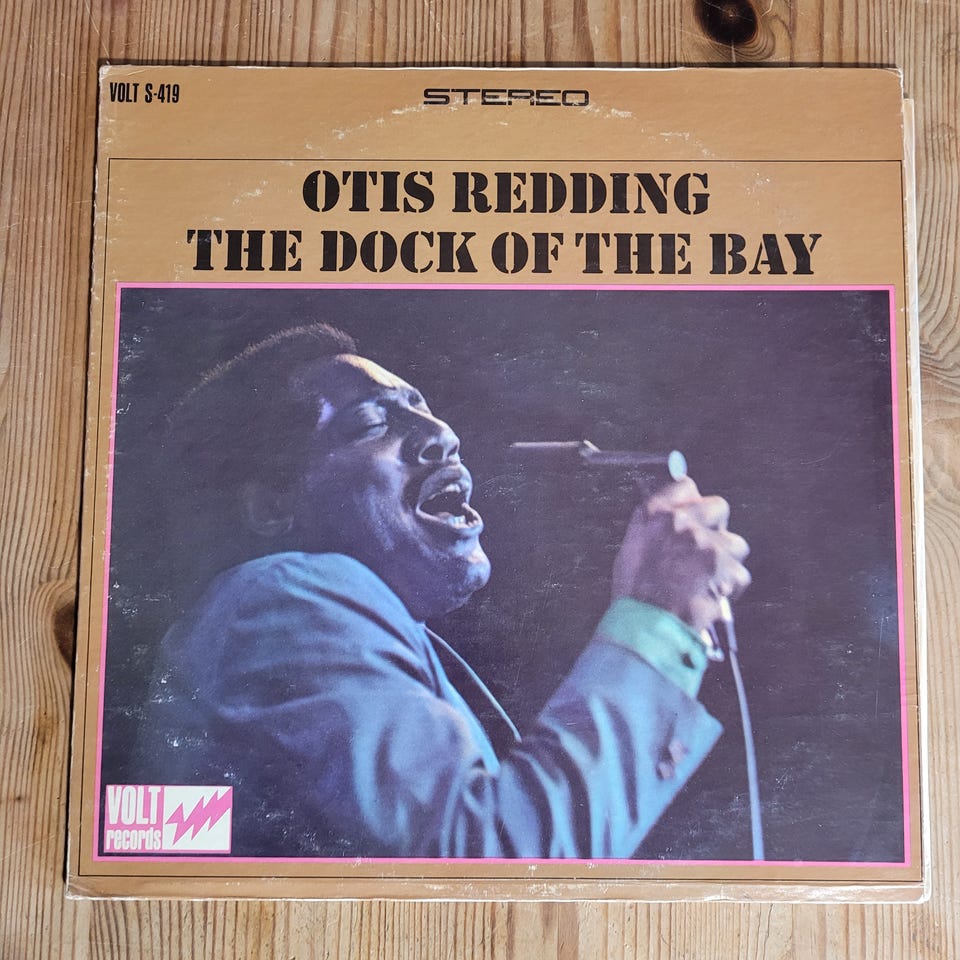 VOLT S-419
STEREO
OTIS REDDING
THE DOCK OF THE BAY
VOLT
records